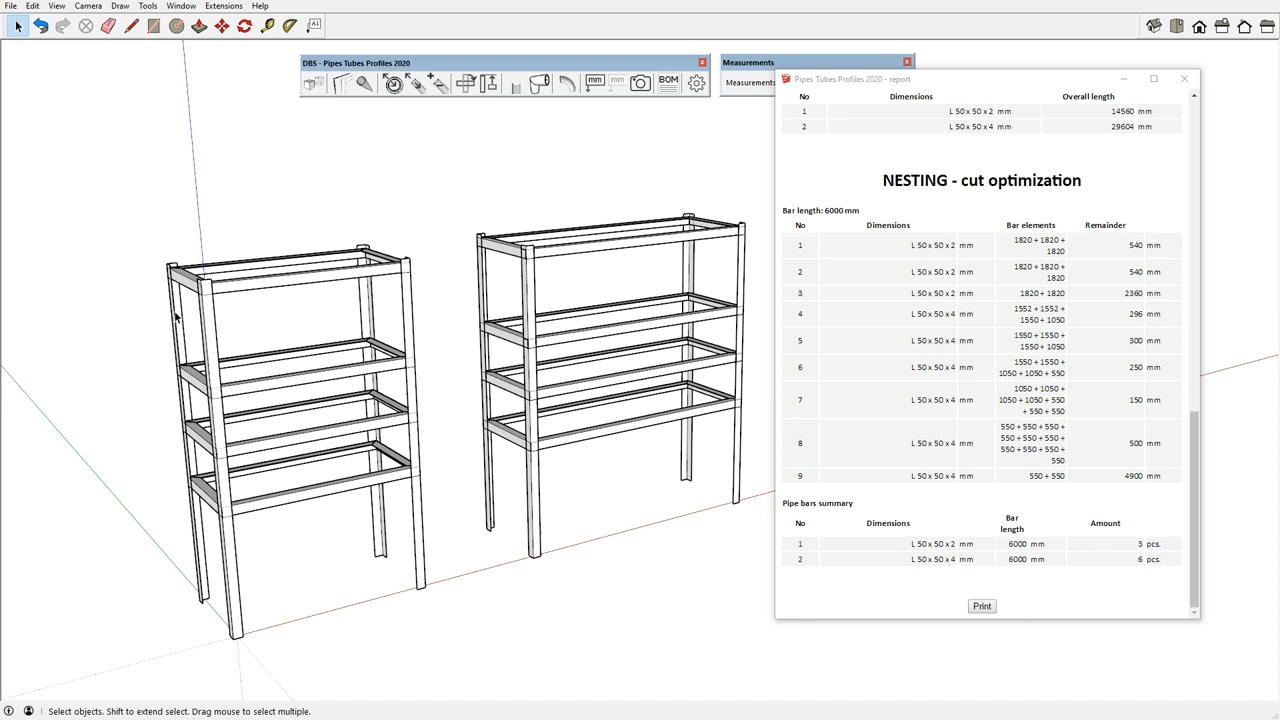 File Edit View Camera Draw Tools Window Extensions Help
A1
DBS - Pipes Tubes Profiles 2020
Measurements
mm mm BOM
Measurements
Pipes Tubes Profiles 2020 - report
No Dimensions Overall length
1 L 50 x 50 x 2 mm 14560 mm
2 L 50 x 50 x 4 mm 29604 mm
NESTING - cut optimization
Bar length: 6000 mm
No Dimensions Bar elements Remainder
1 L 50 x 50 x 2 mm 1820 + 1820 + 540 mm
1820
2 L 50 x 50 x 2 mm 1820 + 1820 + 540 mm
1820
3 L 50 x 50 x 2 mm 1820 + 1820 2360 mm
4 L 50 x 50 x 4 mm 1552 + 1552 + 296 mm
1550 + 1050
5 L 50 x 50 x 4 mm 1550 + 1550 + 300 mm
1550 + 1050
6 L 50 x 50 x 4 mm 1550 + 1550 + 250 mm
1050 + 1050 + 550
7 L 50 x 50 x 4 mm 1050 + 1050 + 150 mm
1050 + 1050 + 550
+ 550 + 550
8 L 50 x 50 x 4 mm 550 + 550 + 550 + 500 mm
550 + 550 + 550 +
550 + 550 + 550 +
550
9 L 50 x 50 x 4 mm 550 + 550 4900 mm
Pipe bars summary
No Dimensions Bar length Amount
1 L 50 x 50 x 2 mm 6000 mm 3 pcs.
2 L 50 x 50 x 4 mm 6000 mm 6 pcs.
Print
Select objects. Shift to extend select. Drag mouse to select multiple.